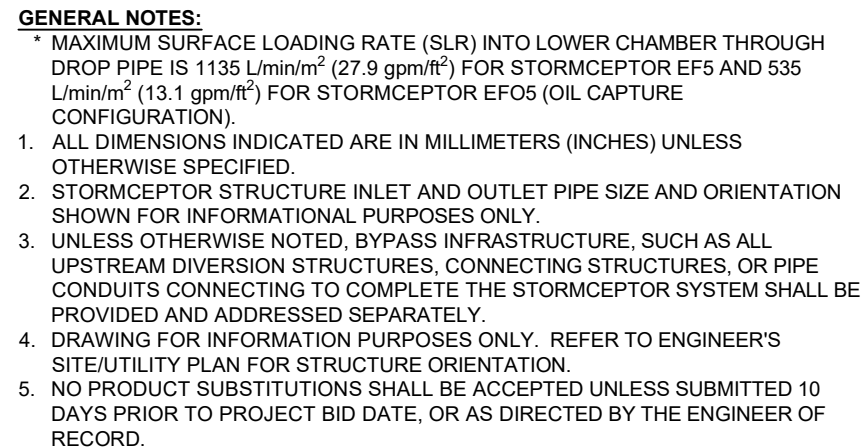 GENERAL NOTES:
* MAXIMUM SURFACE LOADING RATE (SLR) INTO LOWER CHAMBER THROUGH
DROP PIPE IS 1135 L/min/m² (27.9 gpm/ft²) FOR STORMCEPTOR EF5 AND 535
L/min/m² (13.1 gpm/ft²) FOR STORMCEPTOR EFO5 (OIL CAPTURE
CONFIGURATION).
1. ALL DIMENSIONS INDICATED ARE IN MILLIMETERS (INCHES) UNLESS
OTHERWISE SPECIFIED.
2. STORMCEPTOR STRUCTURE INLET AND OUTLET PIPE SIZE AND ORIENTATION
SHOWN FOR INFORMATIONAL PURPOSES ONLY.
3. UNLESS OTHERWISE NOTED, BYPASS INFRASTRUCTURE, SUCH AS ALL
UPSTREAM DIVERSION STRUCTURES, CONNECTING STRUCTURES, OR PIPE
CONDUITS CONNECTING TO COMPLETE THE STORMCEPTOR SYSTEM SHALL BE
PROVIDED AND ADDRESSED SEPARATELY.
4. DRAWING FOR INFORMATION PURPOSES ONLY. REFER TO ENGINEER'S
SITE/UTILITY PLAN FOR STRUCTURE ORIENTATION.
5. NO PRODUCT SUBSTITUTIONS SHALL BE ACCEPTED UNLESS SUBMITTED 10
DAYS PRIOR TO PROJECT BID DATE, OR AS DIRECTED BY THE ENGINEER OF
RECORD.